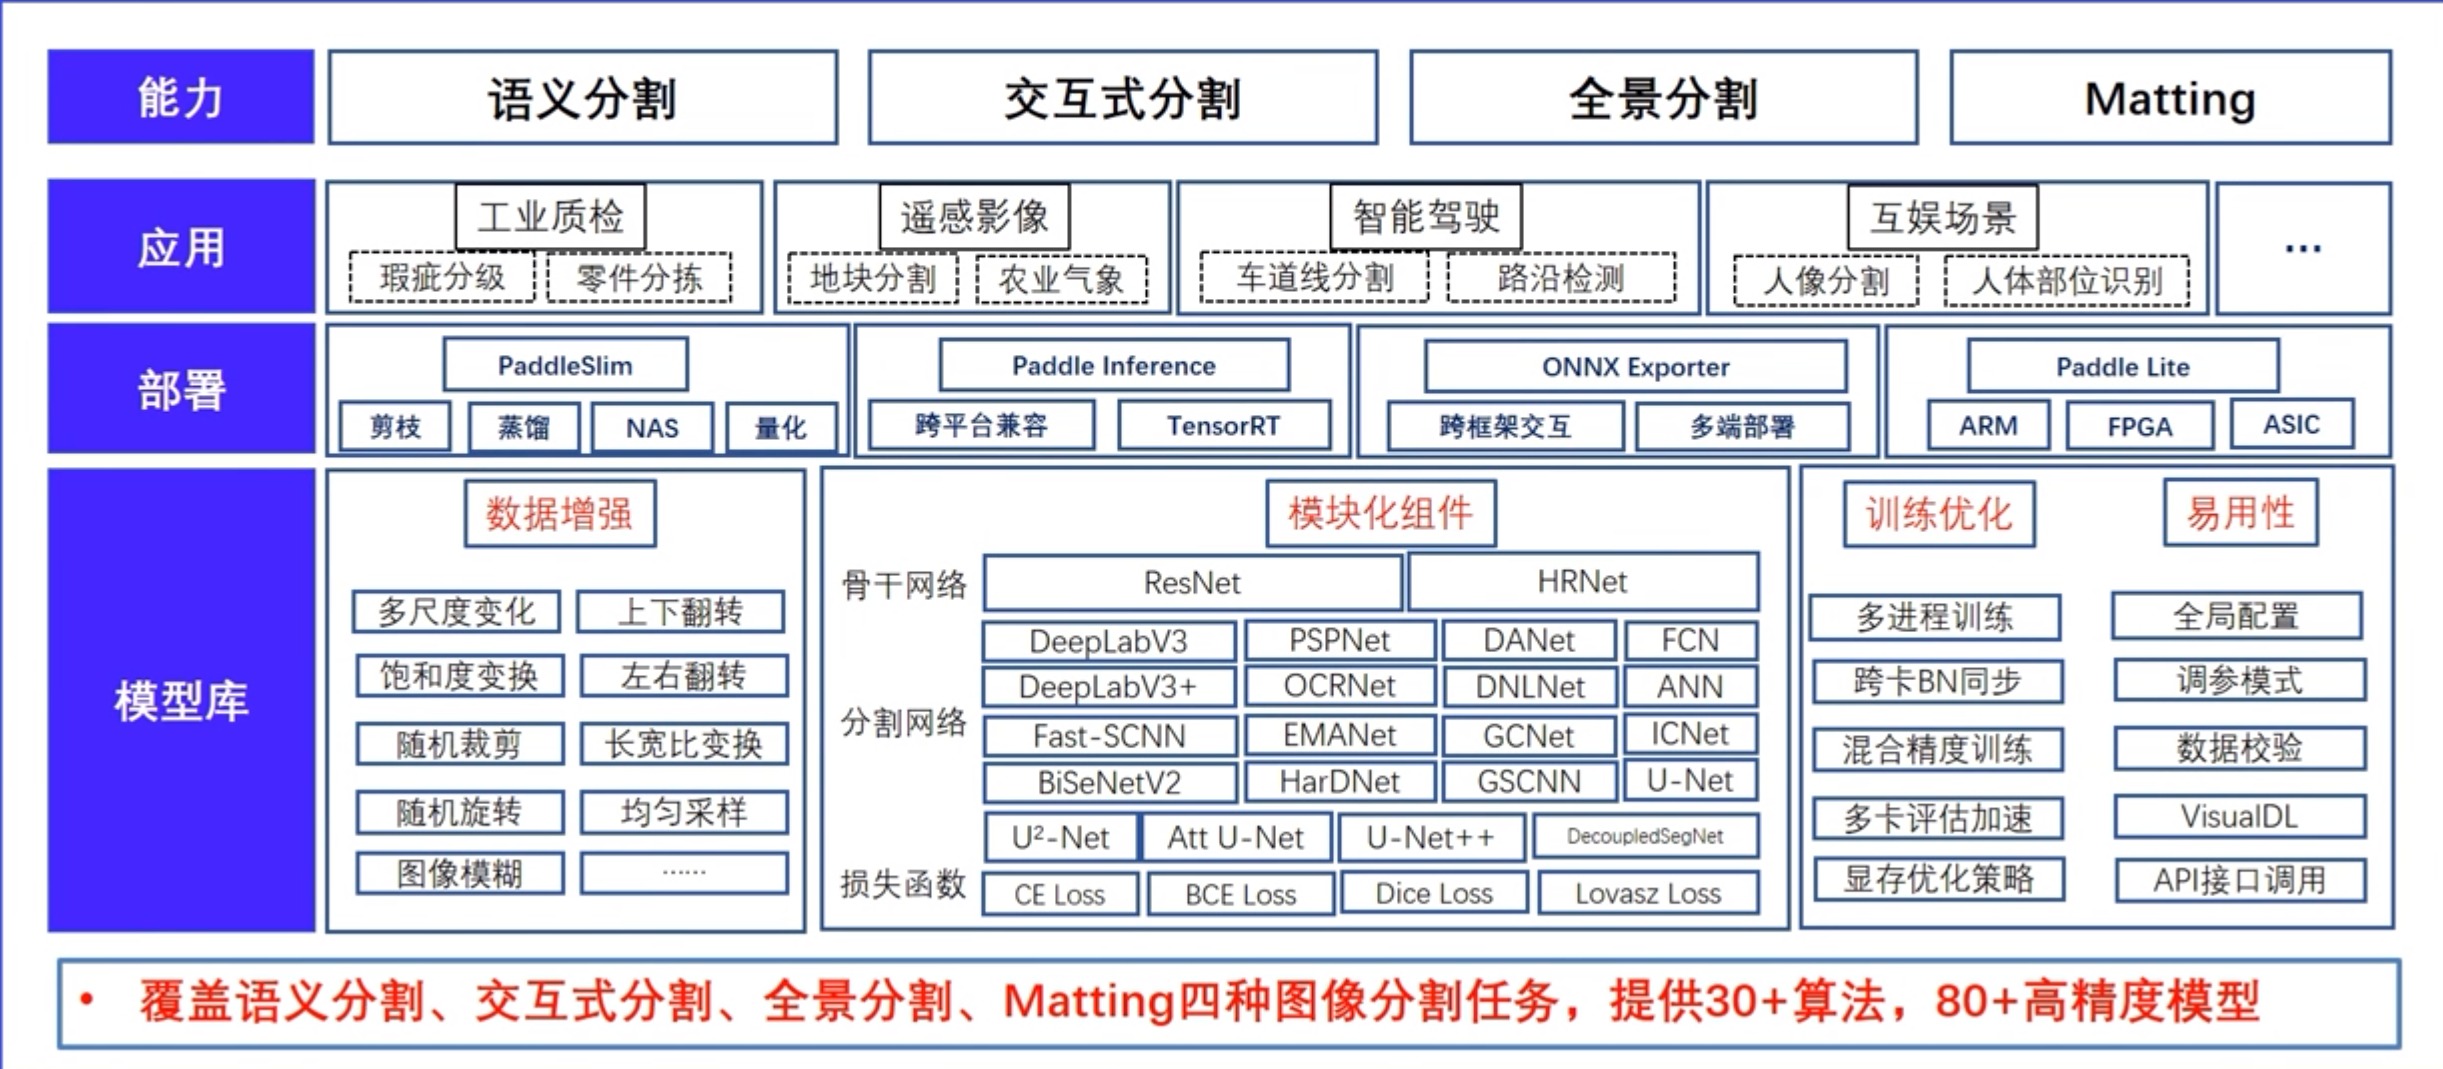 能力
语义分割
交互式分割
全景分割
Matting
应用
工业质检
瑕疵分级
零件分拣
遥感影像
地块分割
农业气象
智能驾驶
车道线分割
路沿检测
互娱场景
人像分割
人体部位识别
...
部署
PaddleSlim
剪枝
蒸馏
NAS
量化
Paddle Inference
跨平台兼容
TensorRT
ONNX Exporter
跨框架交互
多端部署
Paddle Lite
ARM
FPGA
ASIC
模型库
数据增强
多尺度变化
上下翻转
饱和度变换
左右翻转
随机裁剪
长宽比变换
随机旋转
均匀采样
图像模糊
......
模块化组件
骨干网络
ResNet
HRNet
分割网络
DeepLabV3
PSPNet
DANet
FCN
DeepLabV3+
OCRNet
DNLNet
ANN
Fast-SCNN
EMANet
GCNet
ICNet
BiSeNetV2
HarDNet
GSCNN
U-Net
U²-Net
Att U-Net
U-Net++
DecoupledSegNet
损失函数
CE Loss
BCE Loss
Dice Loss
Lovasz Loss
训练优化
多进程训练
跨卡BN同步
混合精度训练
多卡评估加速
显存优化策略
易用性
全局配置
调参模式
数据校验
VisualDL
API接口调用
• 覆盖语义分割、交互式分割、全景分割、Matting四种图像分割任务，提供30+算法，80+高精度模型